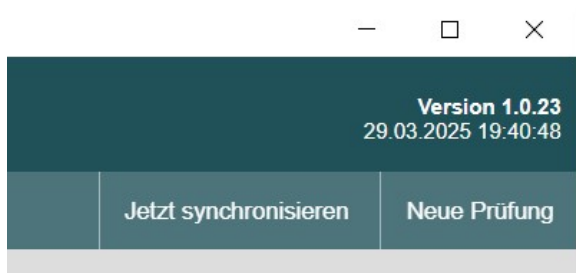 Version 1.0.23
29.03.2025 19:40:48
Jetzt synchronisieren
Neue Prüfung